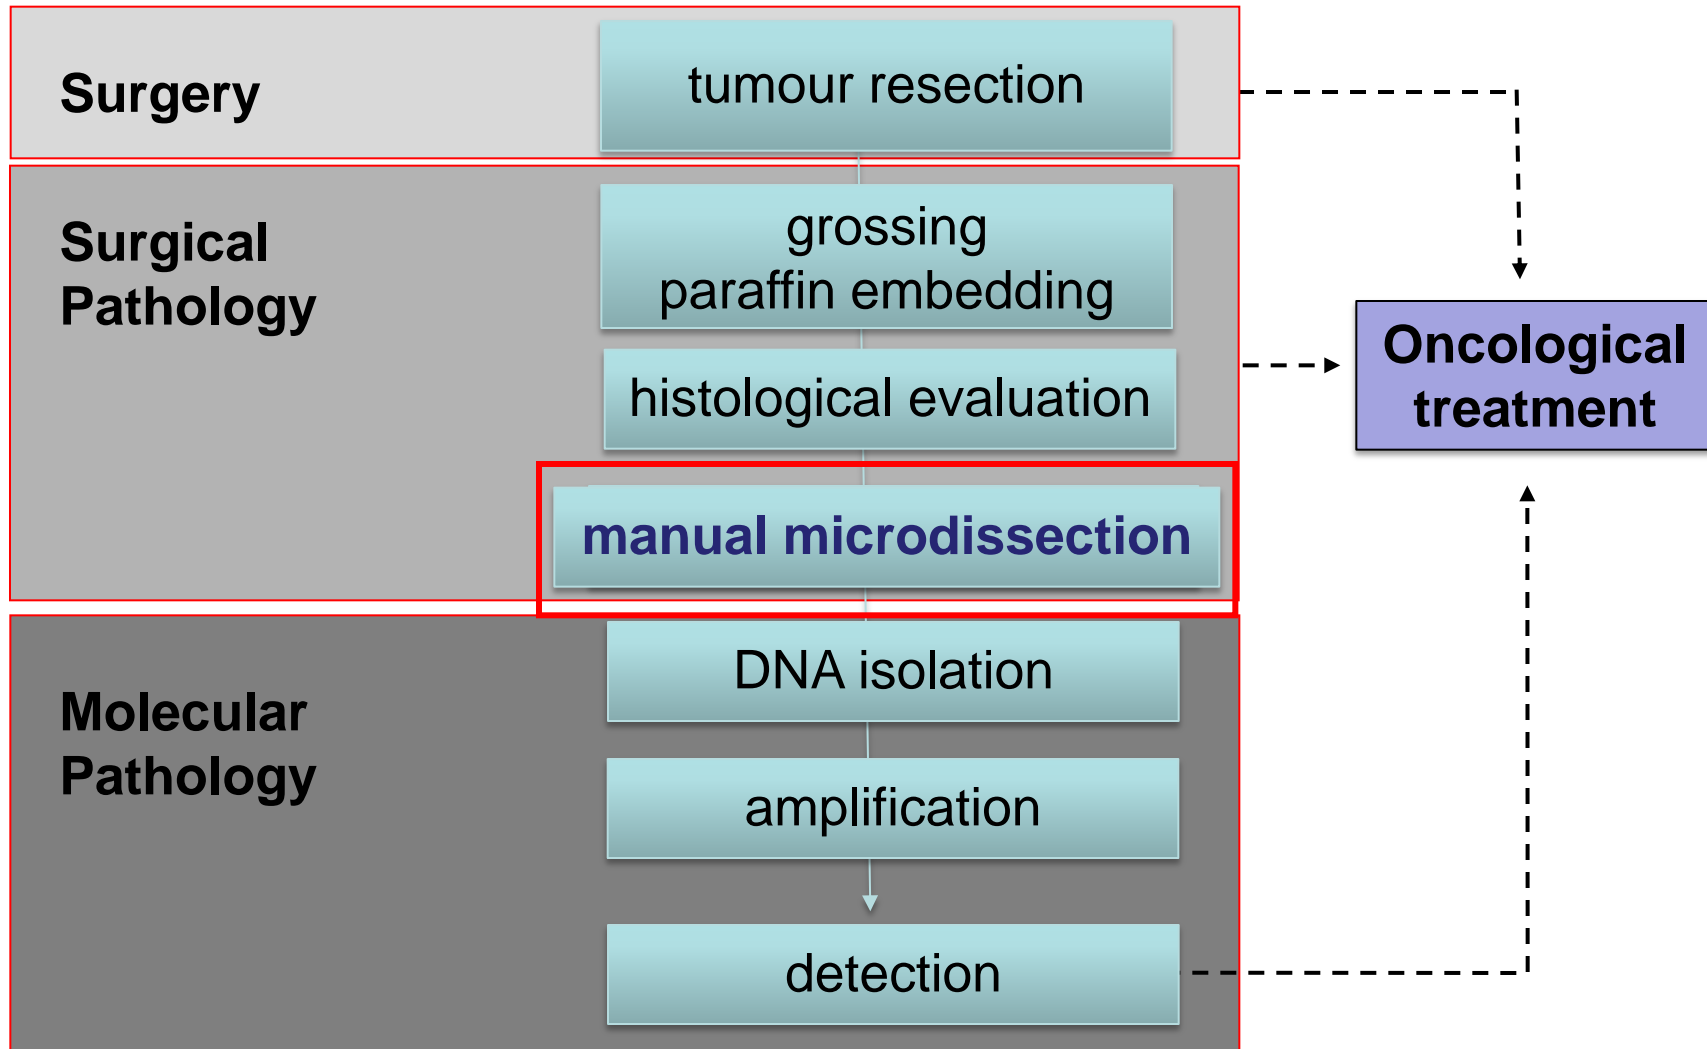 Surgery
tumour resection
Surgical
Pathology
grossing
paraffin embedding
histological evaluation
manual microdissection
Oncological
treatment
Molecular
Pathology
DNA isolation
amplification
detection